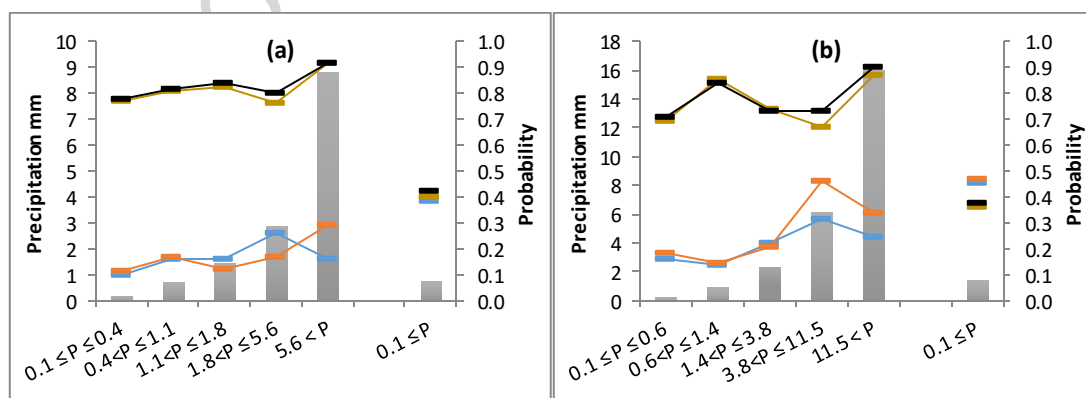 (a)
Precipitation mm
10
9
8
7
6
5
4
3
2
1
0
1.0
0.9
0.8
0.7
0.6
0.5
0.4
0.3
0.2
0.1
0.0
Probability
0.1 ≤ P ≤ 0.4
0.4<P ≤ 1.1
1.1<P ≤ 1.8
1.8<P ≤ 5.6
5.6 < P
0.1 ≤ P
(b)
Precipitation mm
18
16
14
12
10
8
6
4
2
0
1.0
0.9
0.8
0.7
0.6
0.5
0.4
0.3
0.2
0.1
0.0
Probability
0.1 ≤ P ≤ 0.6
0.6<P ≤ 1.4
1.4<P ≤ 3.8
3.8<P ≤ 11.5
11.5 < P
0.1 ≤ P